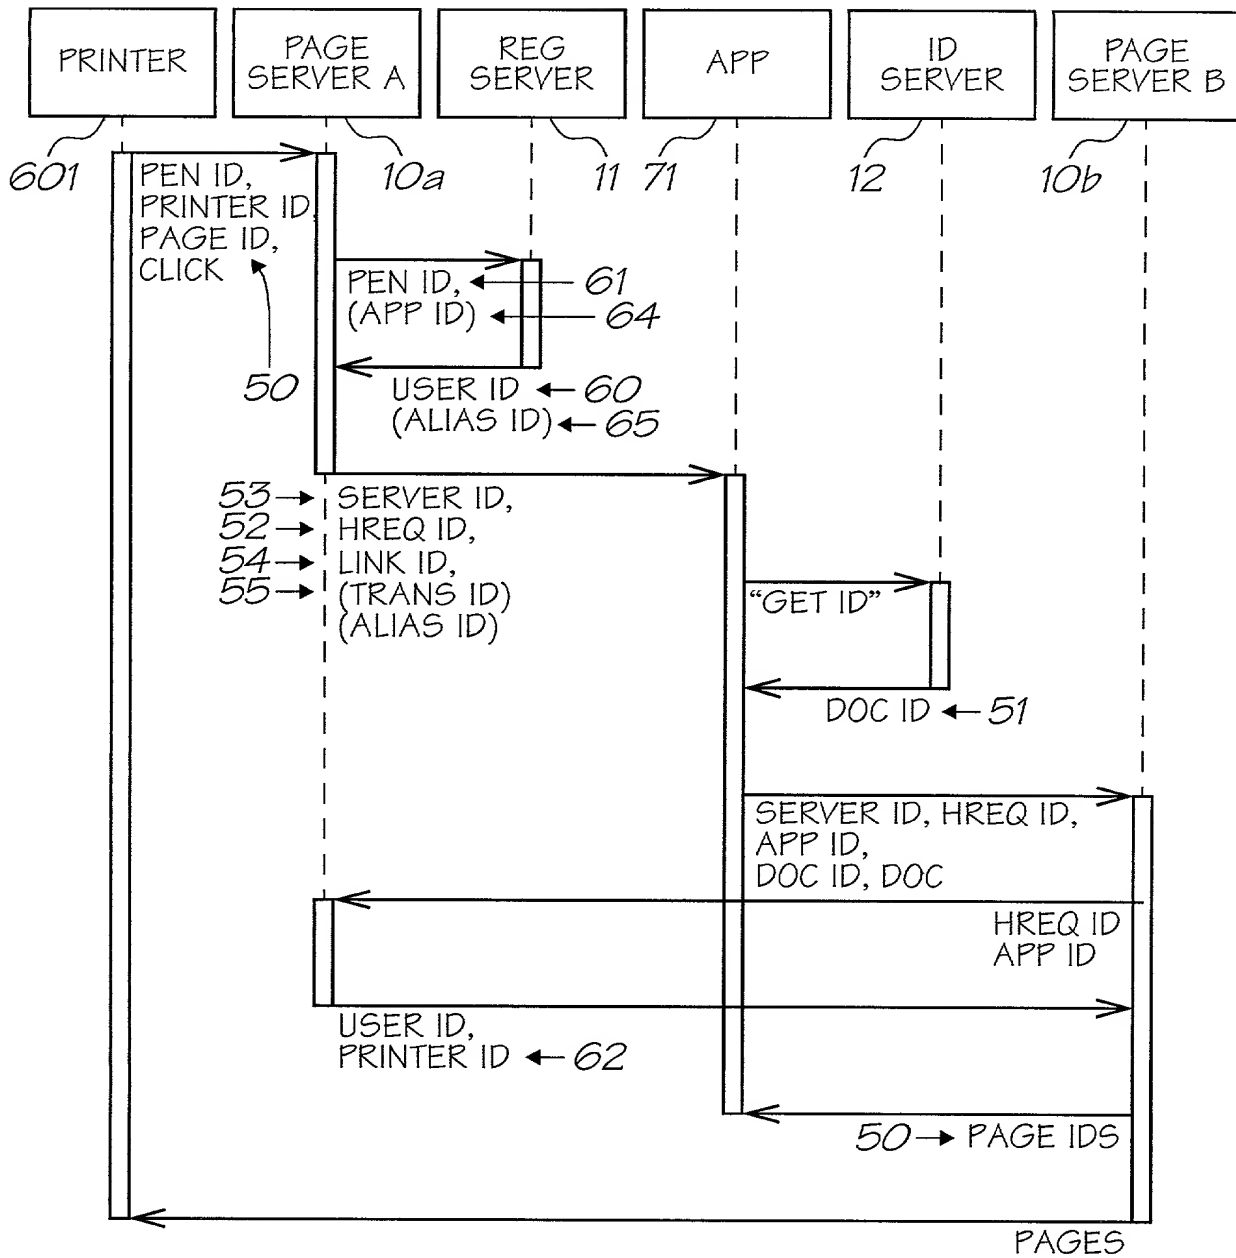 PRINTER
PAGE
SERVER A
REG
SERVER
APP
ID
SERVER
PAGE
SERVER B
601
10a
11
71
12
10b
PEN ID,
PRINTER ID,
PAGE ID,
CLICK
50
PEN ID,
61
(APP ID)
64
USER ID
60
(ALIAS ID)
65
53
SERVER ID,
52
HREQ ID,
54
LINK ID,
55
(TRANS ID)
(ALIAS ID)
"GET ID"
DOC ID
51
SERVER ID, HREQ ID,
APP ID,
DOC ID, DOC
HREQ ID
APP ID
USER ID,
PRINTER ID
62
50
PAGE IDS
PAGES